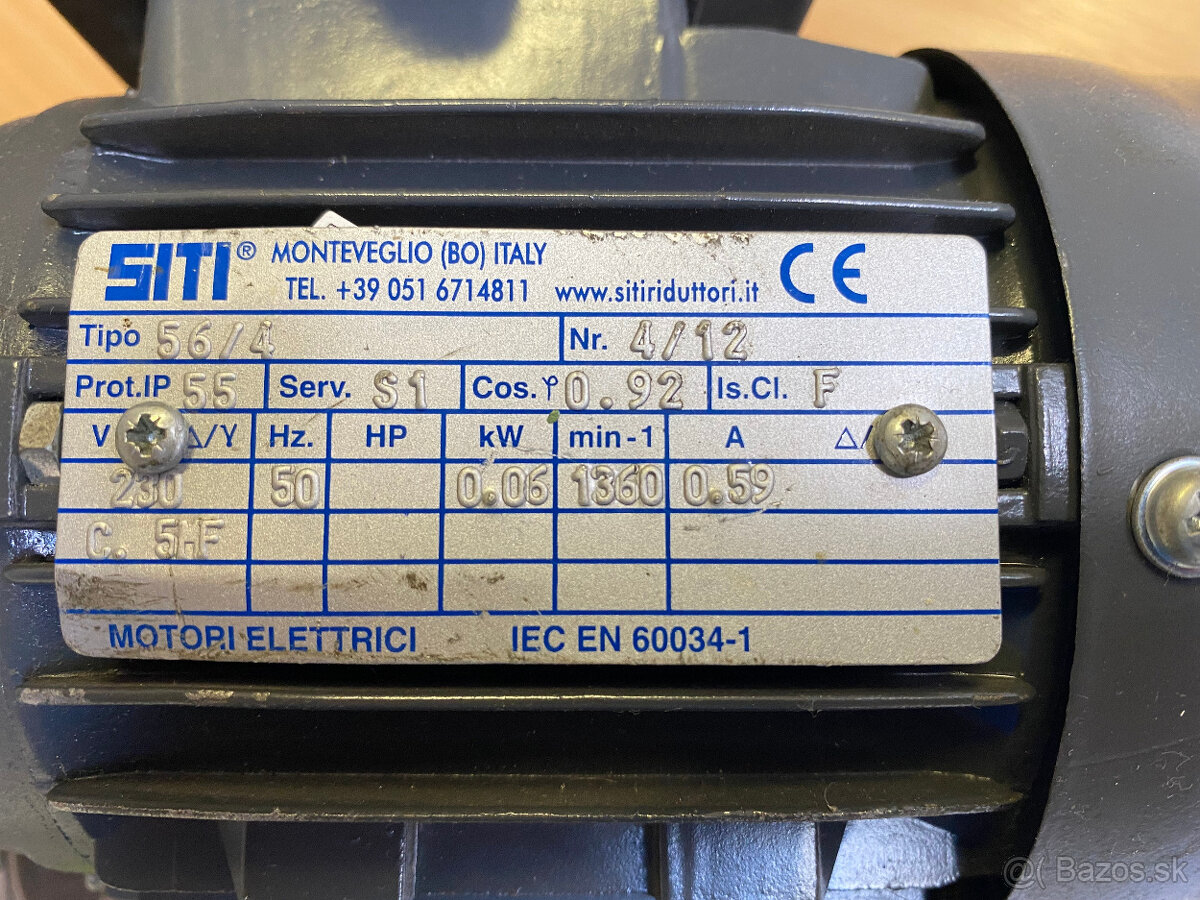 SITI® MONTEVEGLIO (BO) ITALY
TEL. +39 051 6714811 www.sitiriduttori.it CE
Tipo 56/4 Nr. 4/12
Prot.IP 55 Serv. S1 Cos.φ 0.92 Is.Cl. F
V Δ/Y Hz. HP kW min-1 A Δ/
230 50 0.06 1360 0.59
C. 5MF
MOTORI ELETTRICI IEC EN 60034-1
@( Bazos.sk